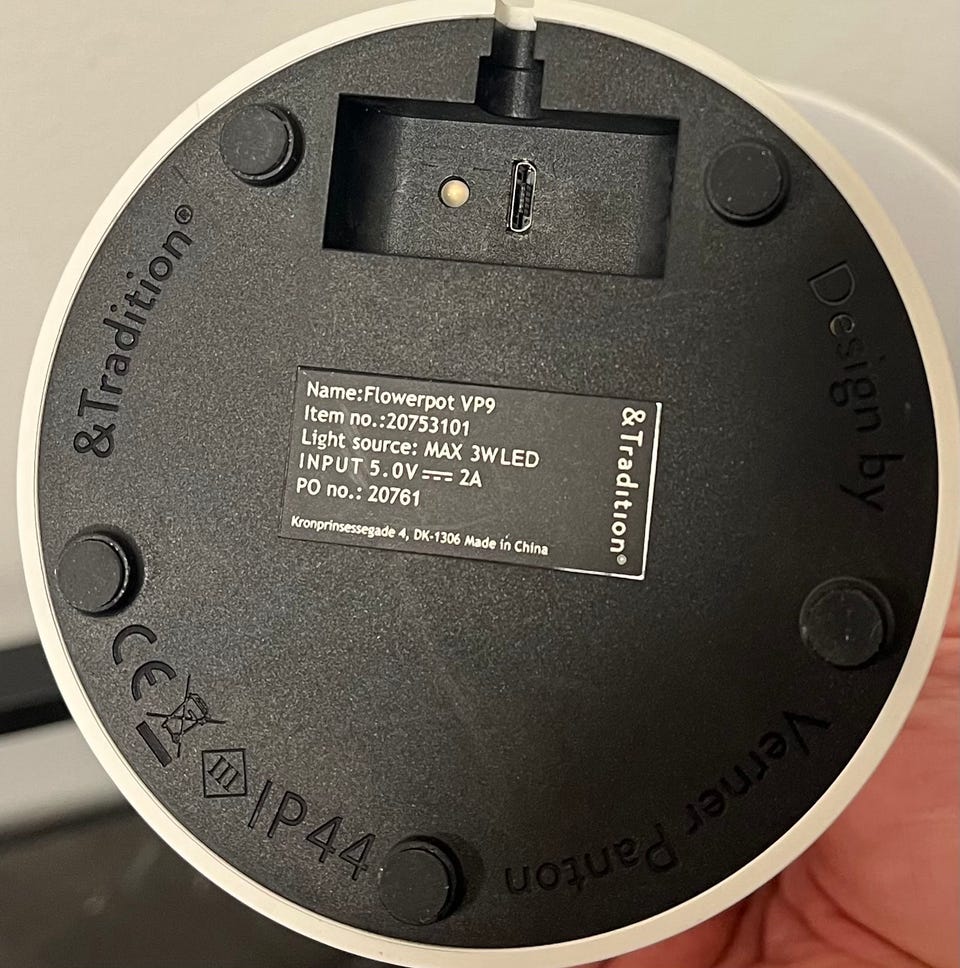 &Tradition®
Design by
Name:Flowerpot VP9
Item no.:20753101
Light source: MAX 3WLED
INPUT 5.0V⎓2A
PO no.: 20761
Kronprinsessegade 4, DK-1306 Made in China
&Tradition®
Verner Panton
CE
III
IP44